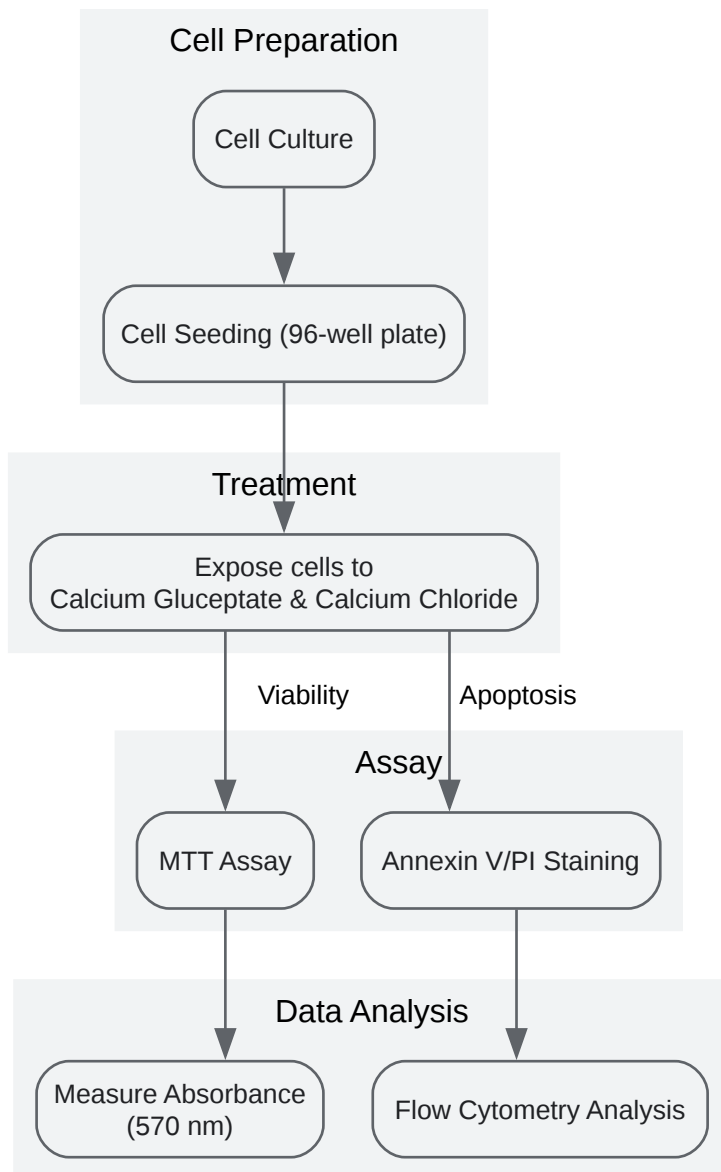 Cell Preparation
Cell Culture
Cell Seeding (96-well plate)
Treatment
Expose cells to
Calcium Gluceptate & Calcium Chloride
Viability
Apoptosis
Assay
MTT Assay
Annexin V/PI Staining
Data Analysis
Measure Absorbance
(570 nm)
Flow Cytometry Analysis